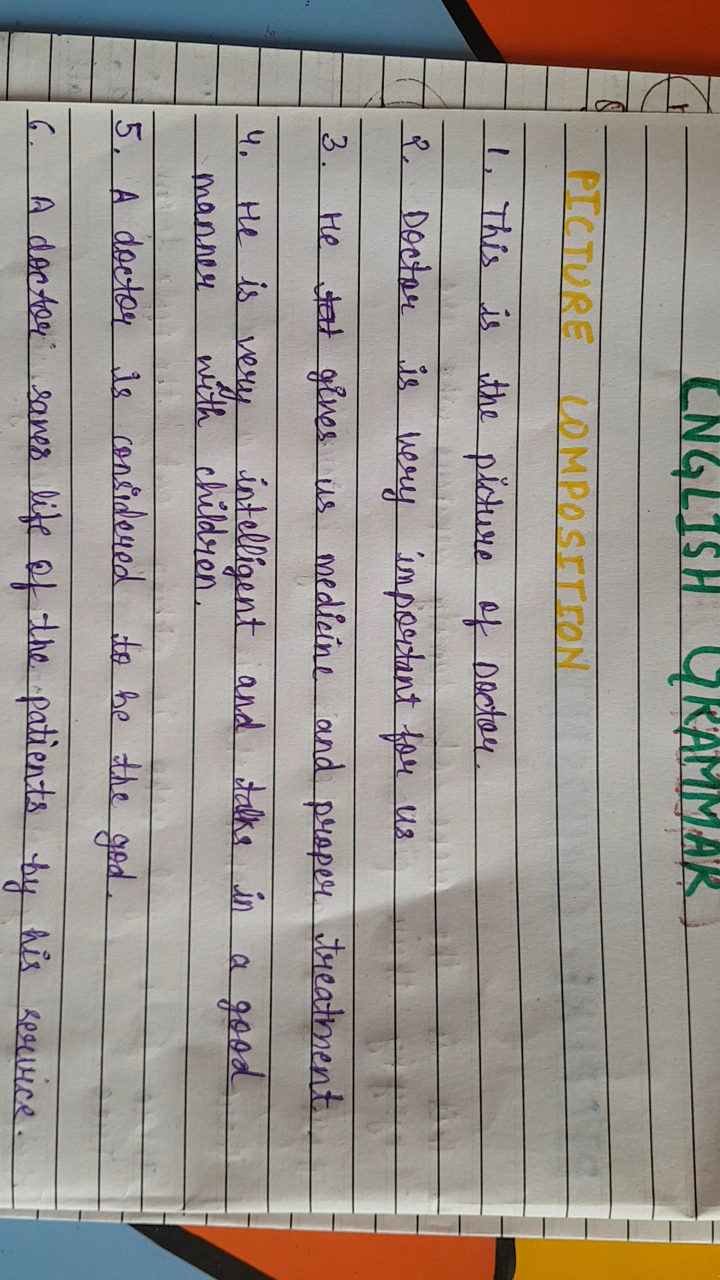 ENGLISH GRAMMAR
PICTURE COMPOSITION
1. This is the picture of Doctor.
2. Doctor is very important for us
3. He gives us medicine and proper treatment.
4. He is very intelligent and talks in a good
manner with children.
5. A doctor is considered to be the god.
6. A doctor saves life of the patients by his service.